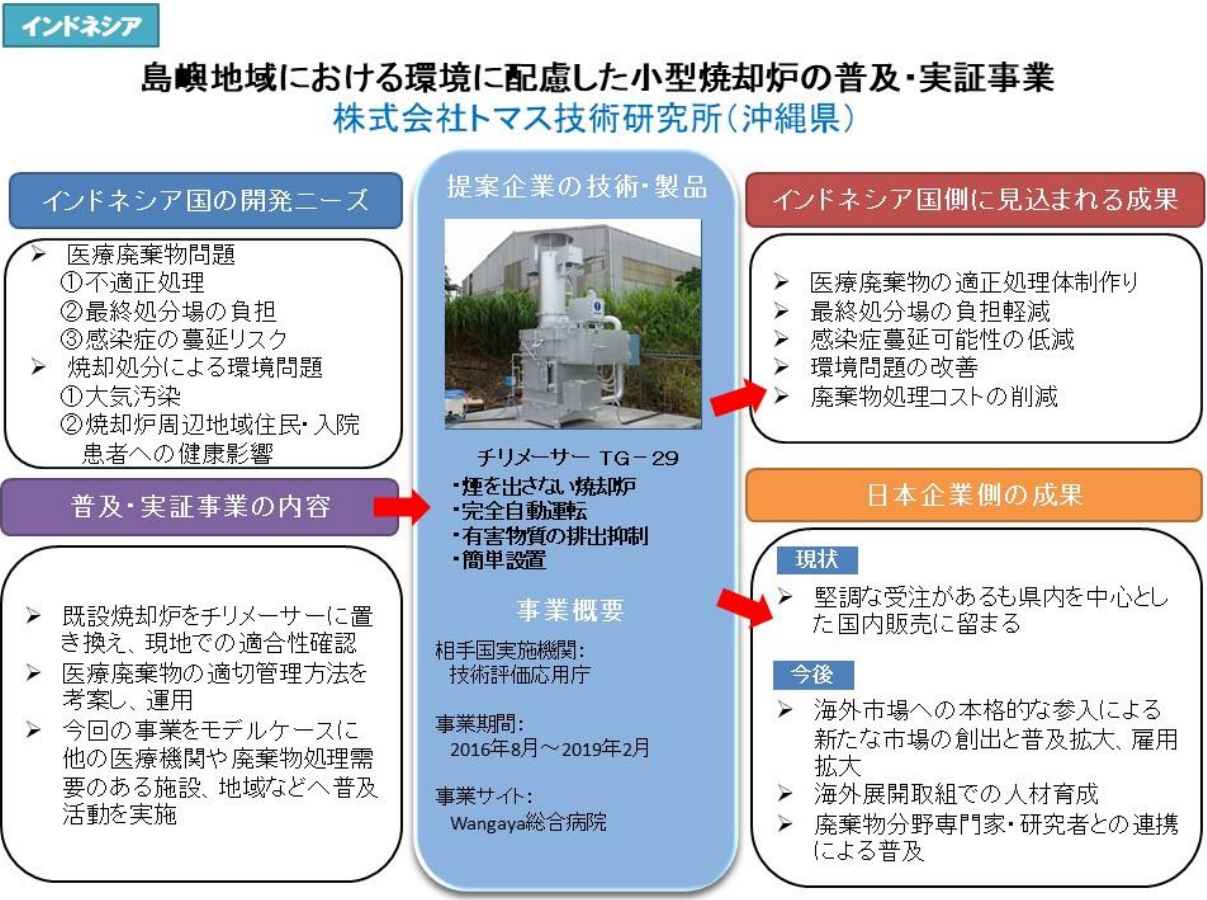 インドネシア
島嶼地域における環境に配慮した小型焼却炉の普及・実証事業
株式会社トマス技術研究所(沖縄県)
インドネシア国の開発ニーズ
➢ 医療廃棄物問題
①不適正処理
②最終処分場の負担
③感染症の蔓延リスク
➢ 焼却処分による環境問題
①大気汚染
②焼却炉周辺地域住民・入院
患者への健康影響
普及・実証事業の内容
➢ 既設焼却炉をチリメーサーに置
き換え、現地での適合性確認
➢ 医療廃棄物の適切管理方法を
考案し、運用
➢ 今回の事業をモデルケースに
他の医療機関や廃棄物処理需
要のある施設、地域などへ普及
活動を実施
提案企業の技術・製品
チリメーサー TG-29
・煙を出さない焼却炉
・完全自動運転
・有害物質の排出抑制
・簡単設置
事業概要
相手国実施機関:
技術評価応用庁
事業期間:
2016年8月～2019年2月
事業サイト:
Wangaya総合病院
インドネシア国側に見込まれる成果
➢ 医療廃棄物の適正処理体制作り
➢ 最終処分場の負担軽減
➢ 感染症蔓延可能性の低減
➢ 環境問題の改善
➢ 廃棄物処理コストの削減
日本企業側の成果
現状
➢ 堅調な受注があるも県内を中心とし
た国内販売に留まる
今後
➢ 海外市場への本格的な参入による
新たな市場の創出と普及拡大、雇用
拡大
➢ 海外展開取組での人材育成
➢ 廃棄物分野専門家・研究者との連携
による普及